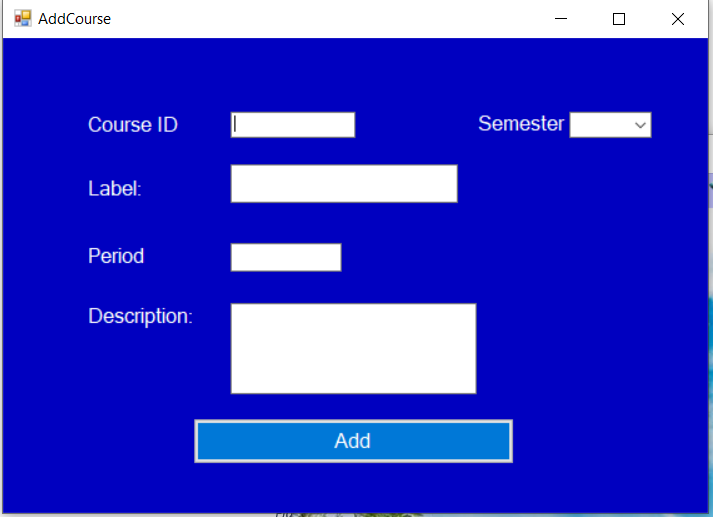 AddCourse
Course ID
Semester
Label:
Period
Description:
Add